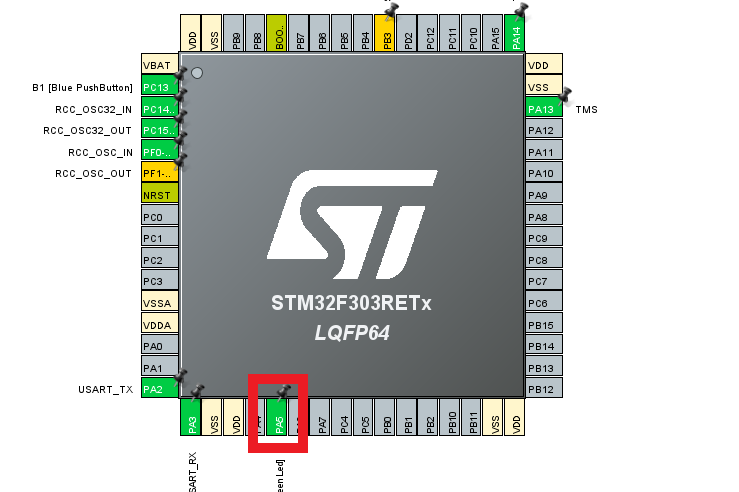 VDD
VSS
PB9
PB8
BOO..
PB7
PB6
PB5
PB4
PB3
PD2
PC12
PC11
PC10
PA15
PA14
VBAT
VDD
B1 [Blue PushButton]
PC13
VSS
RCC_OSC32_IN
PC14..
PA13
TMS
RCC_OSC32_OUT
PC15..
PA12
RCC_OSC_IN
PF0-..
PA11
RCC_OSC_OUT
PF1-..
PA10
NRST
PA9
PC0
PA8
PC1
PC9
PC2
PC8
PC3
PC7
VSSA
STM32F303RETx
PC6
VDDA
LQFP64
PB15
PA0
PB14
PA1
PB13
USART_TX
PA2
PB12
PA3
VSS
VDD
PA5
PA7
PC4
PC5
PB0
PB1
PB2
PB10
PB11
VSS
VDD
ART_RX
een Led]